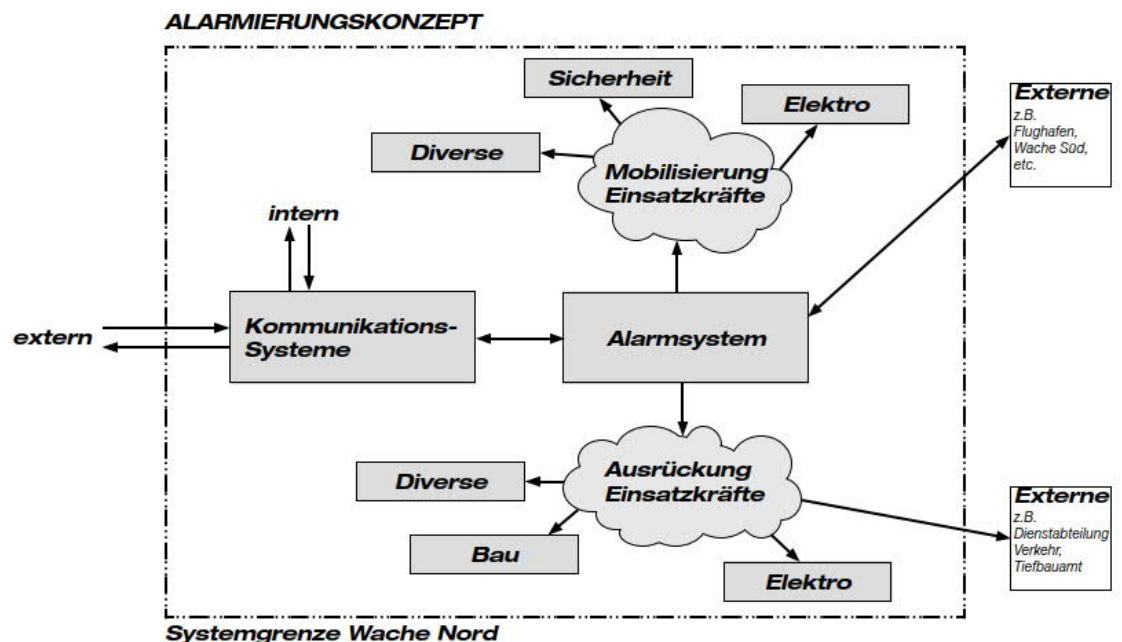 ALARMIERUNGSKONZEPT
Sicherheit
Elektro
Diverse
Mobilisierung
Einsatzkräfte
Externe
z.B.
Flughafen,
Wache Süd,
etc.
intern
extern
Kommunikations-
Systeme
Alarmsystem
Ausrückung
Einsatzkräfte
Diverse
Bau
Elektro
Externe
z.B.
Dienstabteilung
Verkehr,
Tiefbauamt
Systemgrenze Wache Nord